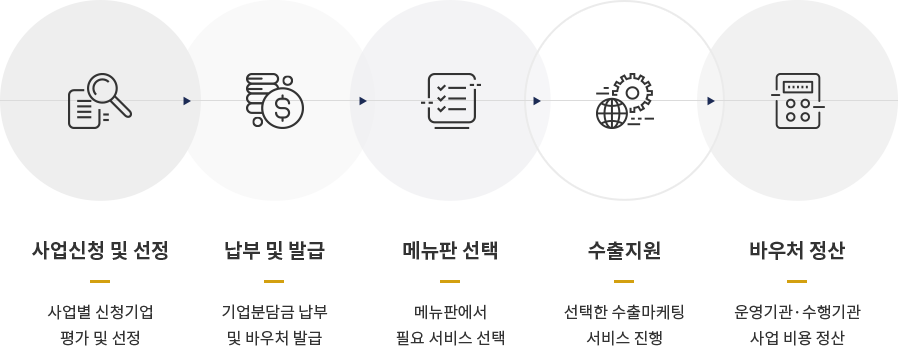 사업신청 및 선정
사업별 신청기업
평가 및 선정
납부 및 발급
기업분담금 납부
및 바우처 발급
메뉴판 선택
메뉴판에서
필요 서비스 선택
수출지원
선택한 수출마케팅
서비스 진행
바우처 정산
운영기관·수행기관
사업 비용 정산